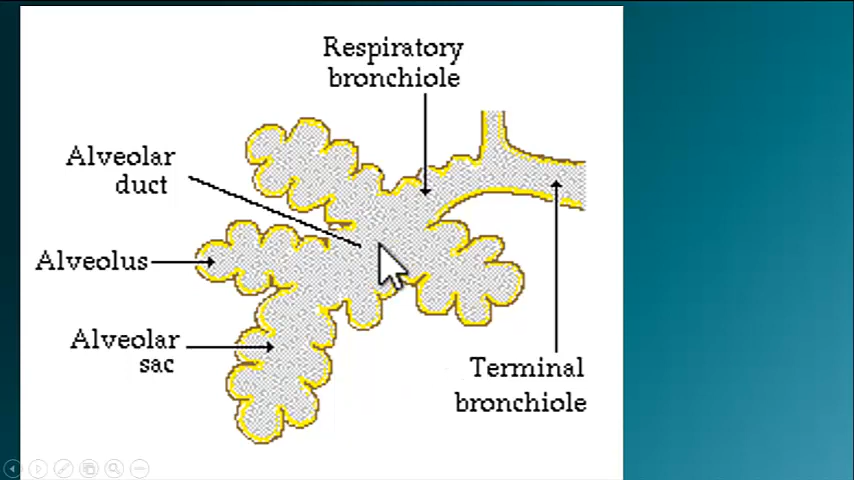 Respiratory
bronchiole
Alveolar
duct
Alveolus
Alveolar
sac
Terminal
bronchiole